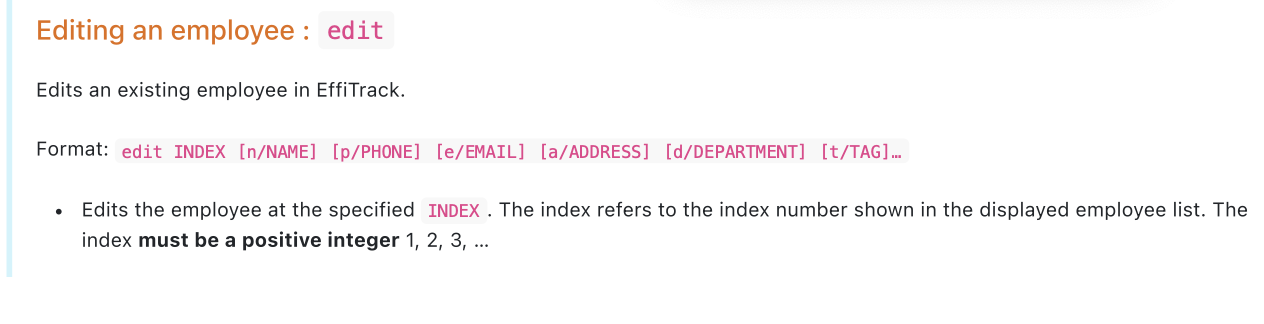 Editing an employee : edit
Edits an existing employee in EffiTrack.
Format: edit INDEX [n/NAME] [p/PHONE] [e/EMAIL] [a/ADDRESS] [d/DEPARTMENT] [t/TAG]…
• Edits the employee at the specified INDEX . The index refers to the index number shown in the displayed employee list. The
index must be a positive integer 1, 2, 3, …